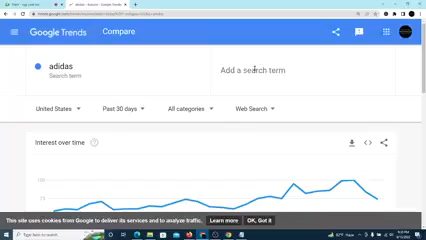 Google Trends Compare
adidas
Search term
Add a search term
United States
Past 30 days
All categories
Web Search
Interest over time
100
This site uses cookies from Google to deliver its services and to analyze traffic. Learn more OK, Got it
Type here to search